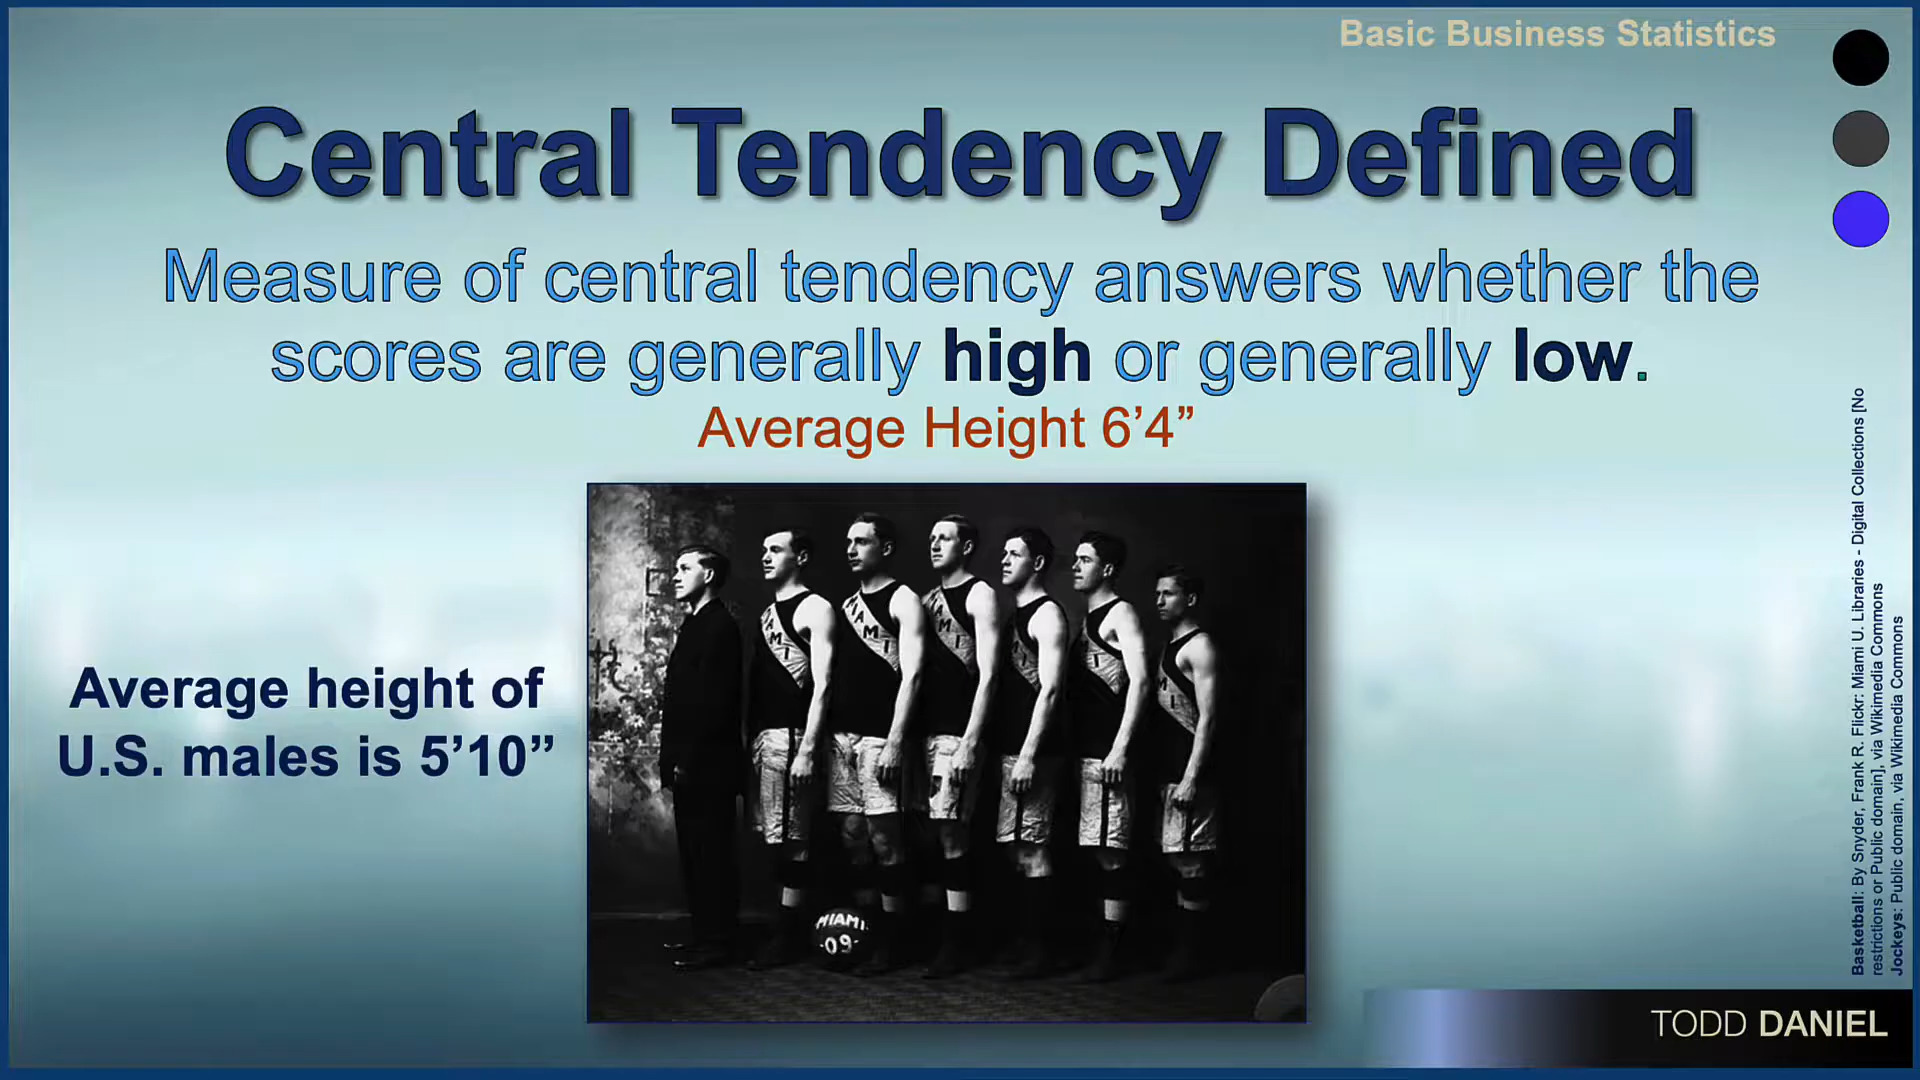 Basic Business Statistics
Central Tendency Defined
Measure of central tendency answers whether the
scores are generally high or generally low.
Average Height 6’4”
Average height of
U.S. males is 5’10”
MIAMI
MIAMI
AMI
MIAMI
'09
Basketball: By Snyder, Frank R. Flickr: Miami U. Libraries - Digital Collections [No
restrictions or Public domain], via Wikimedia Commons
Jockeys: Public domain, via Wikimedia Commons
TODD DANIEL